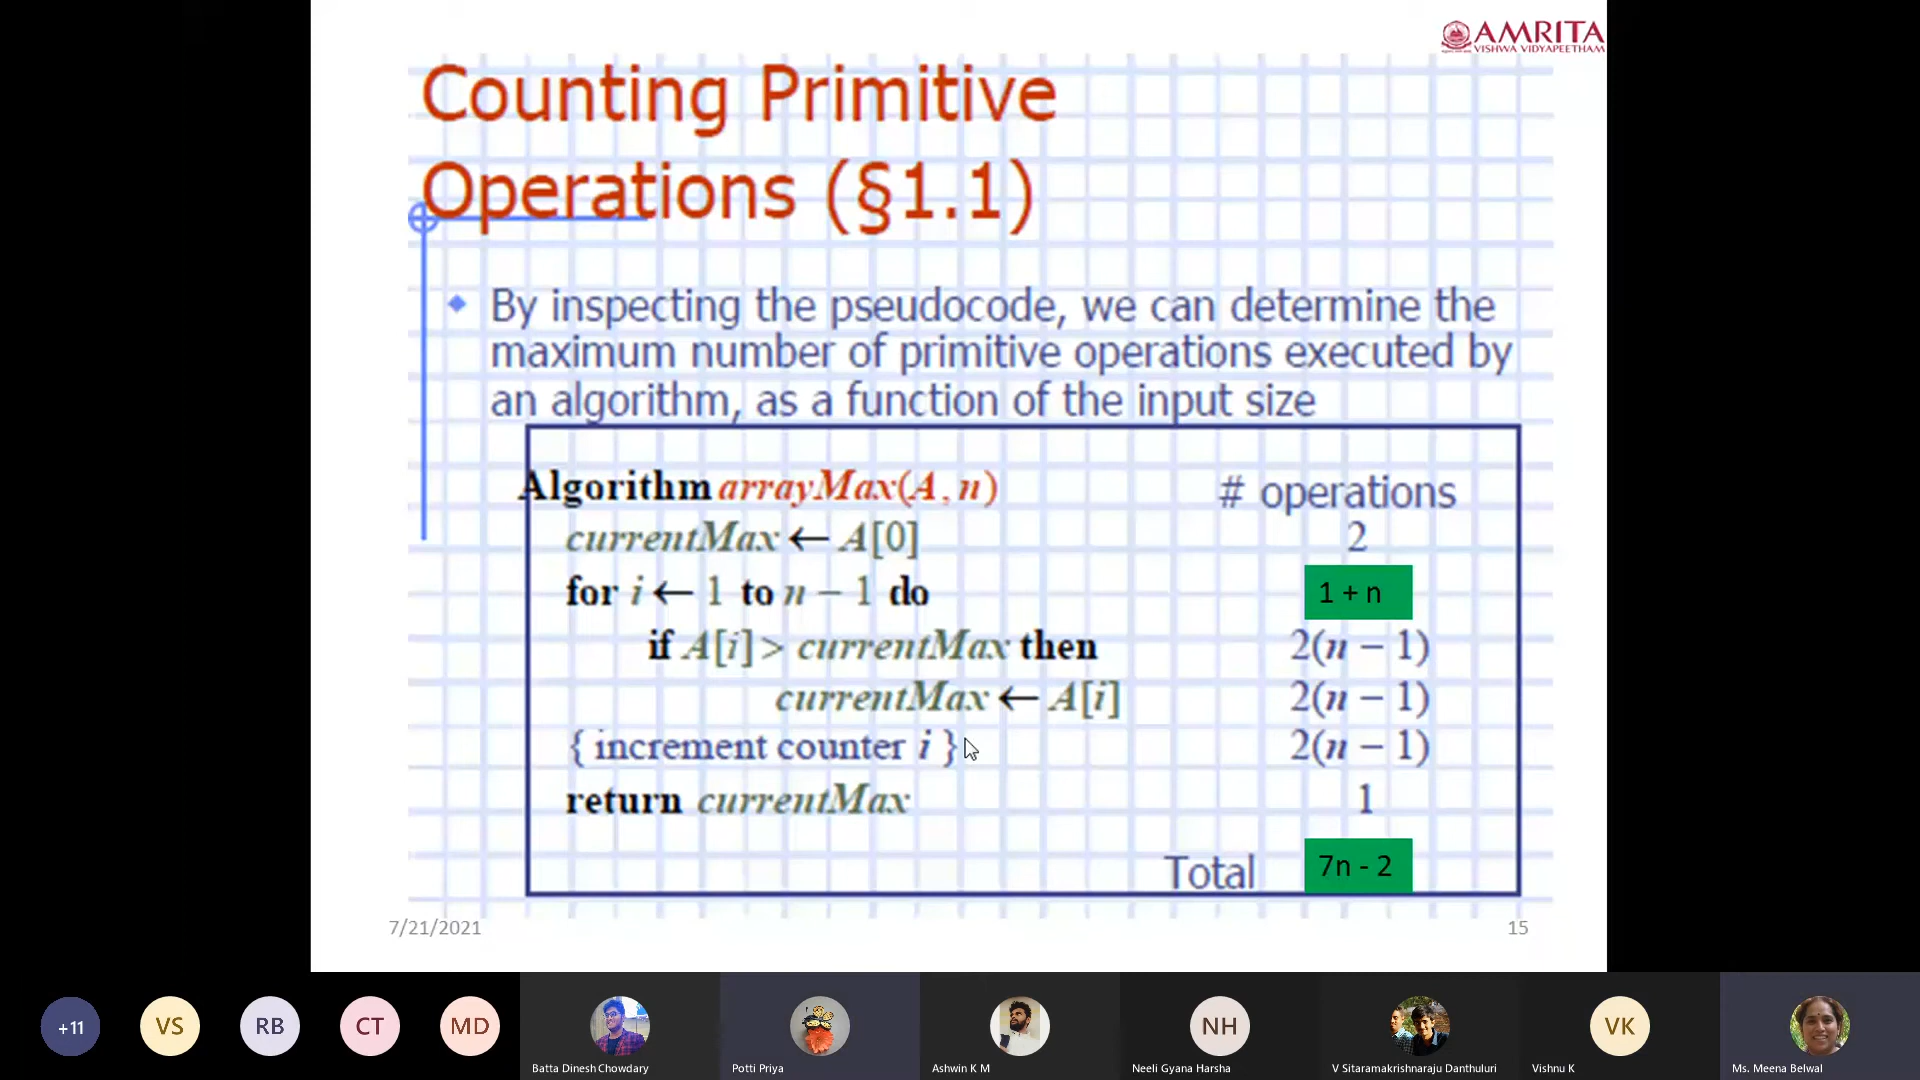 AMRITA
VISHWA VIDYAPEETHAM
Counting Primitive
Operations (§1.1)
By inspecting the pseudocode, we can determine the
maximum number of primitive operations executed by
an algorithm, as a function of the input size
Algorithm arrayMax(A, n) # operations
currentMax ← A[0] 2
for i ← 1 to n − 1 do 1 + n
if A[i] > currentMax then 2(n − 1)
currentMax ← A[i] 2(n − 1)
{ increment counter i } 2(n − 1)
return currentMax 1
Total 7n - 2
7/21/2021 15
+11 VS RB CT MD NH VK
Batta Dinesh Chowdary Potti Priya Ashwin K M Neeli Gyana Harsha V Sitaramakrishnaraju Danthuluri Vishnu K Ms. Meena Belwal